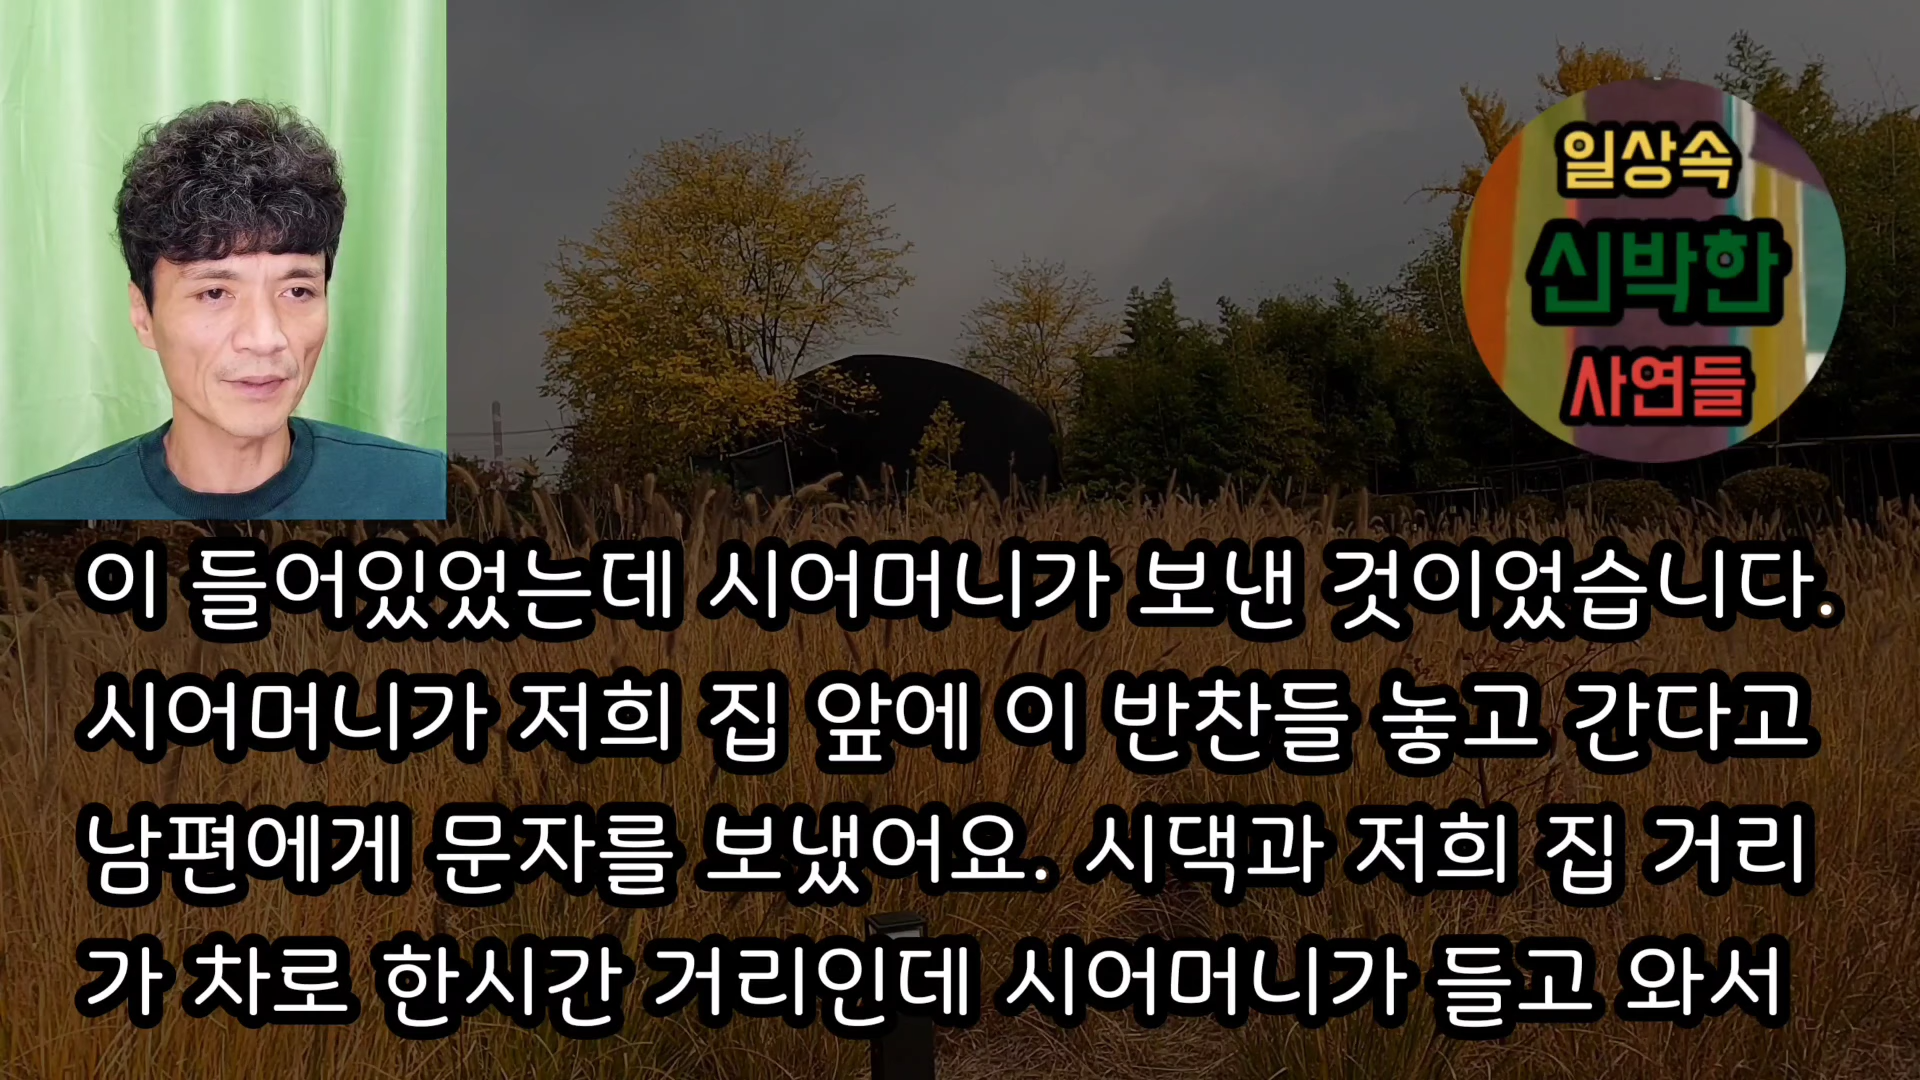 일상속
신박한
사연들
이 들어있었는데 시어머니가 보낸 것이었습니다.
시어머니가 저희 집 앞에 이 반찬들 놓고 간다고
남편에게 문자를 보냈어요. 시댁과 저희 집 거리
가 차로 한시간 거리인데 시어머니가 들고 와서